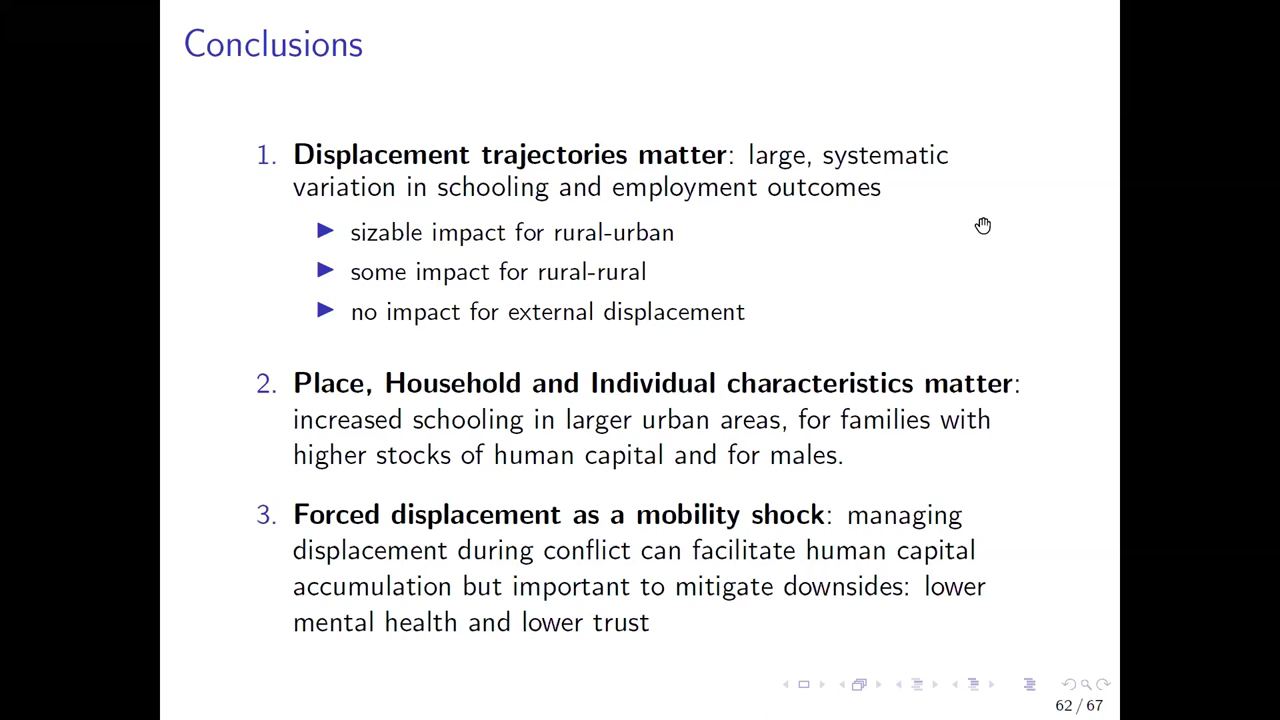 Conclusions
1. Displacement trajectories matter: large, systematic
variation in schooling and employment outcomes
▶ sizable impact for rural-urban
▶ some impact for rural-rural
▶ no impact for external displacement
2. Place, Household and Individual characteristics matter:
increased schooling in larger urban areas, for families with
higher stocks of human capital and for males.
3. Forced displacement as a mobility shock: managing
displacement during conflict can facilitate human capital
accumulation but important to mitigate downsides: lower
mental health and lower trust
62 / 67